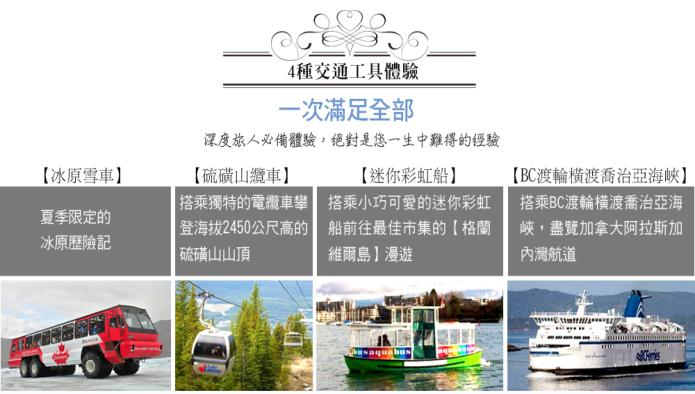 4種交通工具體驗
一次滿足全部
深度旅人必備體驗，絕對是您一生中難得的經驗
【冰原雪車】
夏季限定的
冰原歷險記
【硫磺山纜車】
搭乘獨特的電纜車攀
登海拔2450公尺高的
硫磺山山頂
【迷你彩虹船】
搭乘小巧可愛的迷你彩虹
船前往最佳市集的【格蘭
維爾島】漫遊
【BC渡輪橫渡喬治亞海峽】
搭乘BC渡輪橫渡喬治亞海
峽，盡覽加拿大阿拉斯加
內灣航道
busaquabus
BCFerries